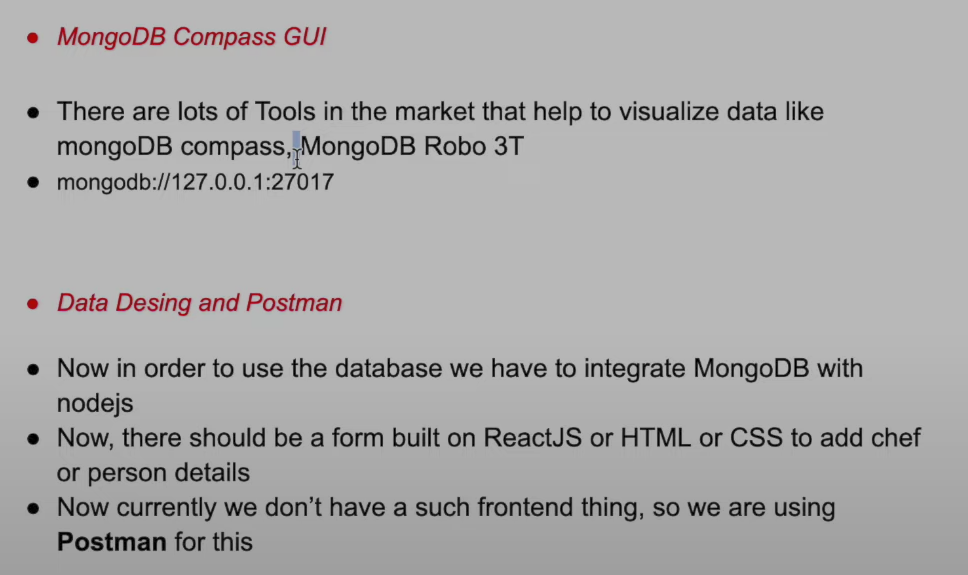 ● MongoDB Compass GUI
● There are lots of Tools in the market that help to visualize data like
mongoDB compass, MongoDB Robo 3T
● mongodb://127.0.0.1:27017
● Data Desing and Postman
● Now in order to use the database we have to integrate MongoDB with
nodejs
● Now, there should be a form built on ReactJS or HTML or CSS to add chef
or person details
● Now currently we don’t have a such frontend thing, so we are using
Postman for this